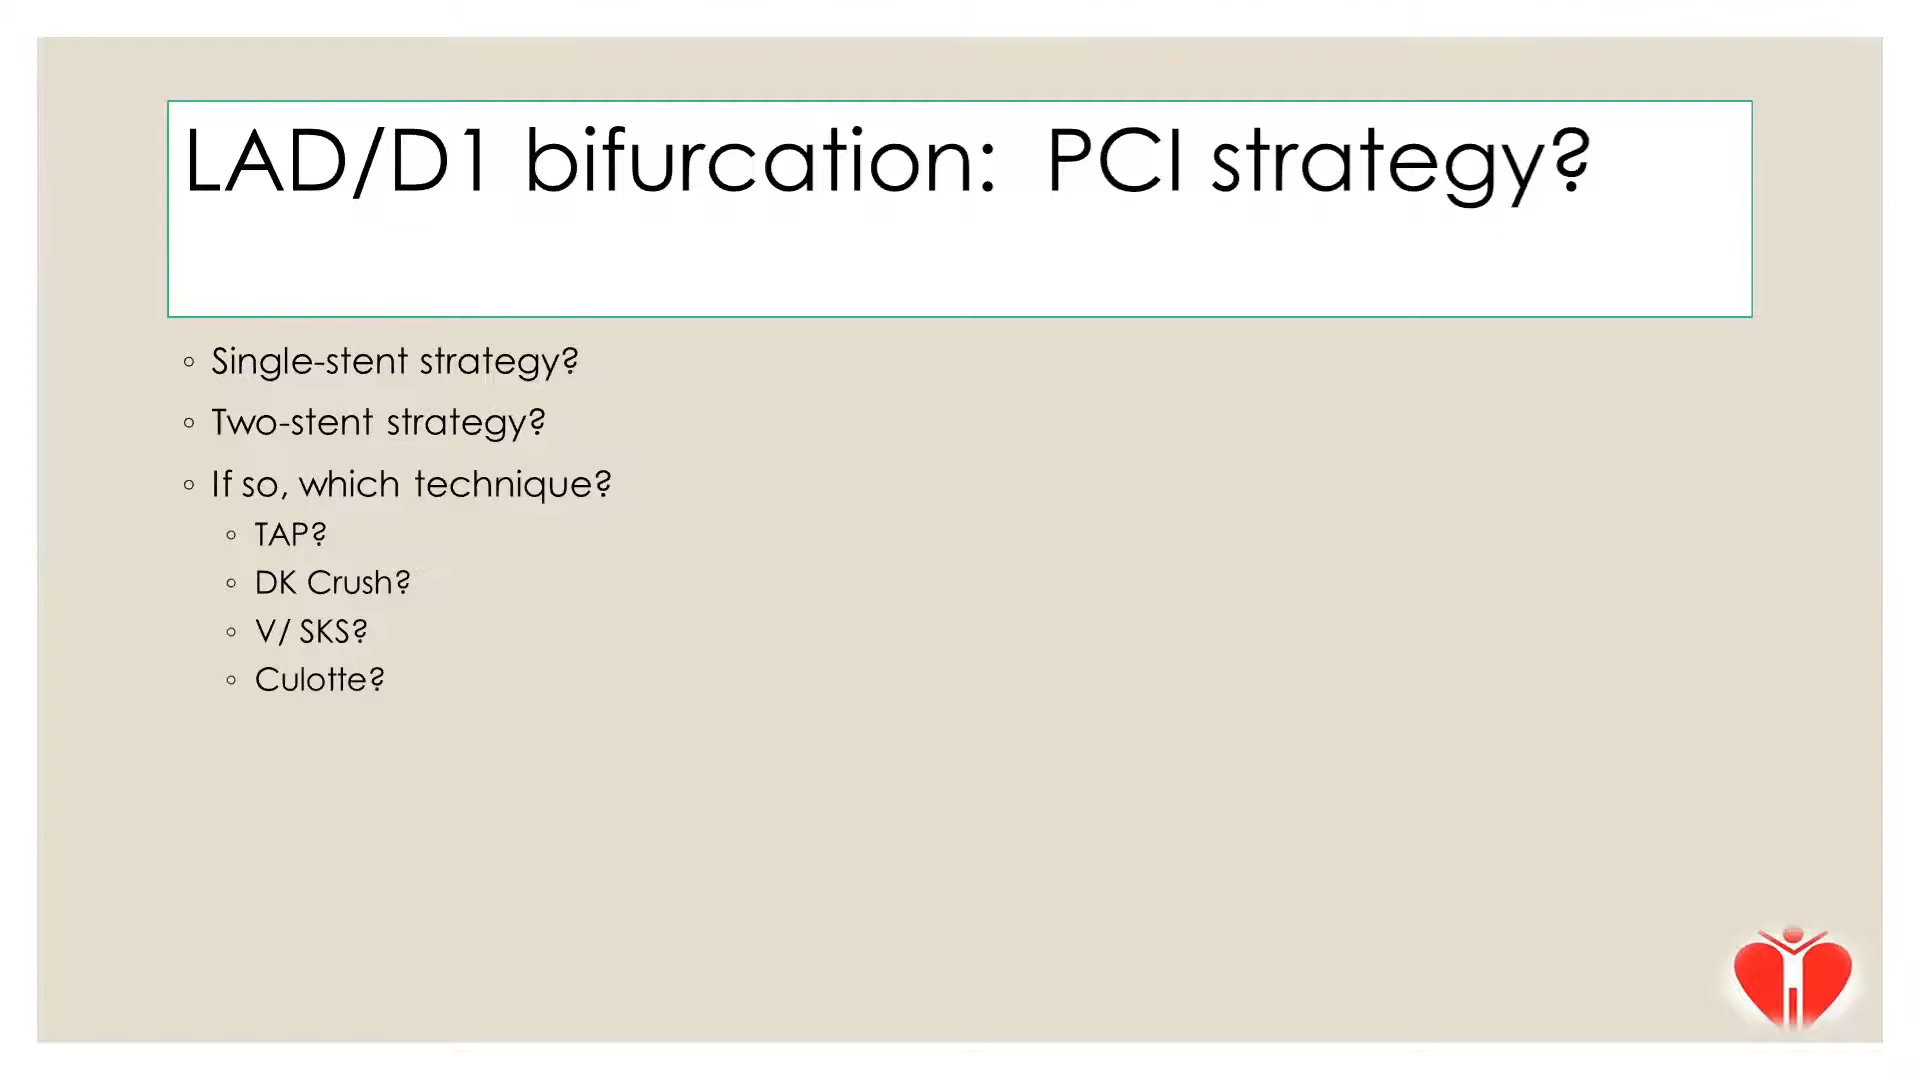 LAD/D1 bifurcation:  PCI strategy?
◦ Single-stent strategy?
◦ Two-stent strategy?
◦ If so, which technique?
◦ TAP?
◦ DK Crush?
◦ V/ SKS?
◦ Culotte?